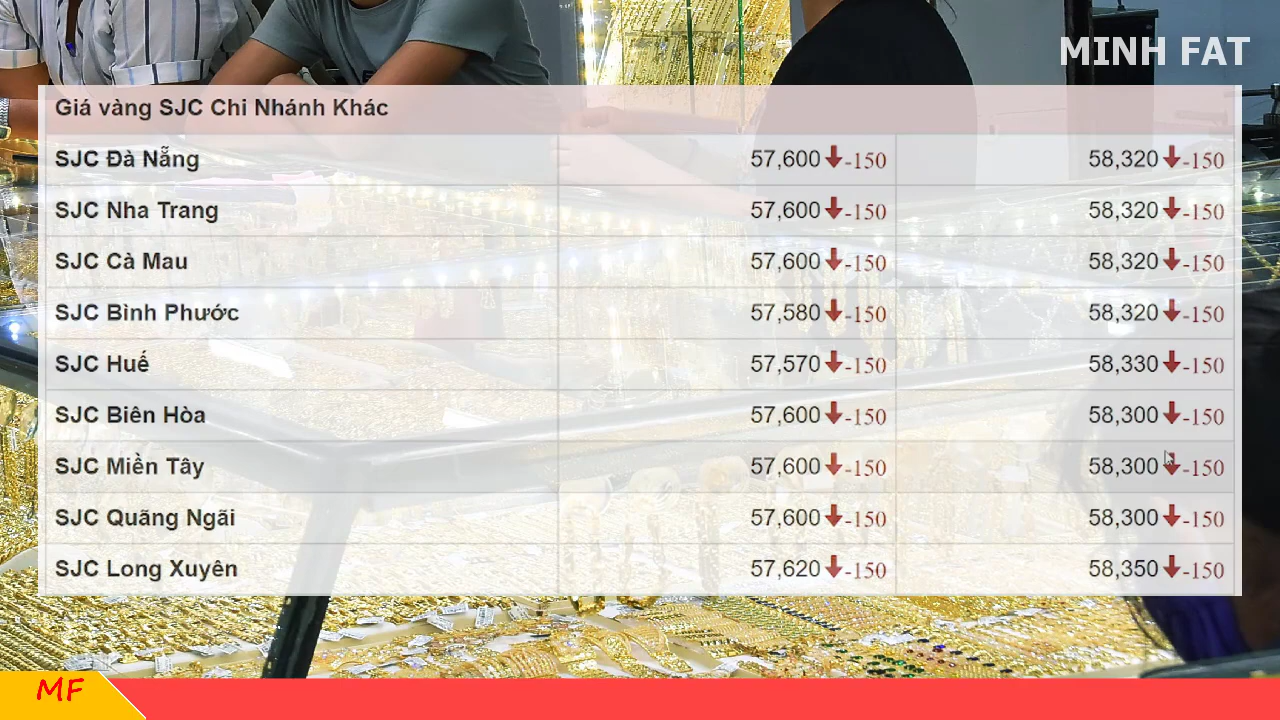 MINH FAT
Giá vàng SJC Chi Nhánh Khác
SJC Đà Nẵng 57,600 -150 58,320 -150
SJC Nha Trang 57,600 -150 58,320 -150
SJC Cà Mau 57,600 -150 58,320 -150
SJC Bình Phước 57,580 -150 58,320 -150
SJC Huế 57,570 -150 58,330 -150
SJC Biên Hòa 57,600 -150 58,300 -150
SJC Miền Tây 57,600 -150 58,300 -150
SJC Quãng Ngãi 57,600 -150 58,300 -150
SJC Long Xuyên 57,620 -150 58,350 -150
MF